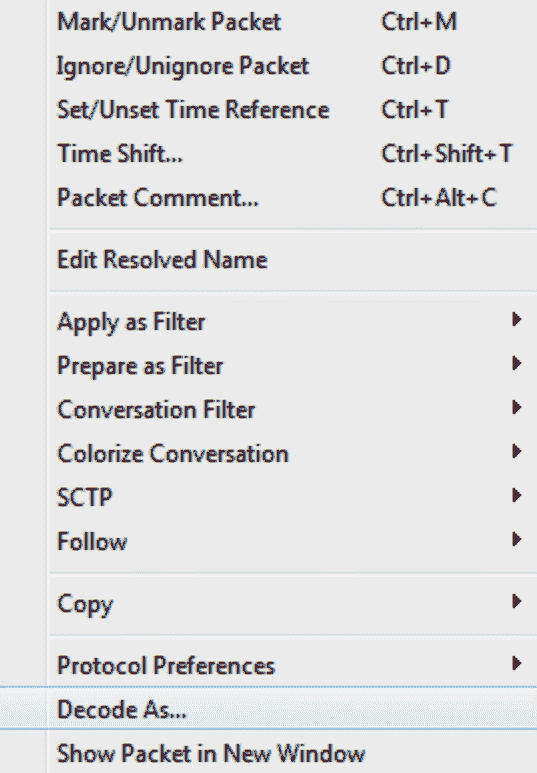 Mark/Unmark Packet Ctrl+M
Ignore/Unignore Packet Ctrl+D
Set/Unset Time Reference Ctrl+T
Time Shift... Ctrl+Shift+T
Packet Comment... Ctrl+Alt+C
Edit Resolved Name
Apply as Filter
Prepare as Filter
Conversation Filter
Colorize Conversation
SCTP
Follow
Copy
Protocol Preferences
Decode As...
Show Packet in New Window